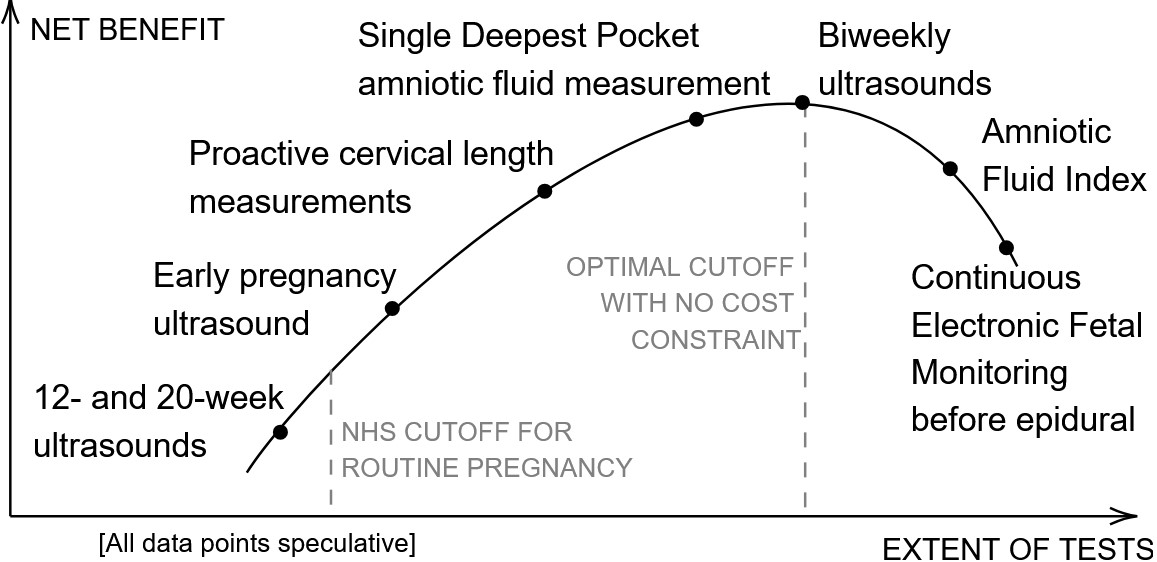 NET BENEFIT
Single Deepest Pocket
amniotic fluid measurement
Biweekly
ultrasounds
Amniotic
Fluid Index
Proactive cervical length
measurements
Early pregnancy
ultrasound
OPTIMAL CUTOFF
WITH NO COST
CONSTRAINT
Continuous
Electronic Fetal
Monitoring
before epidural
12- and 20-week
ultrasounds
NHS CUTOFF FOR
ROUTINE PREGNANCY
[All data points speculative]
EXTENT OF TESTS